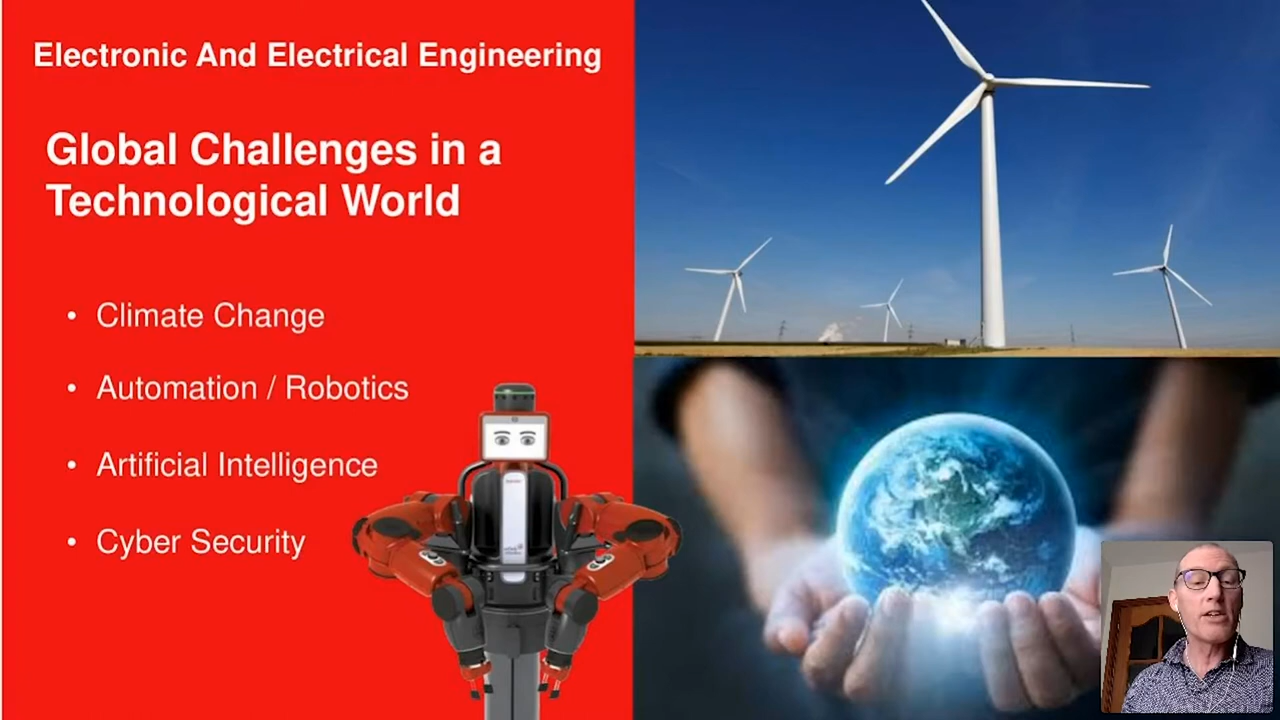 Electronic And Electrical Engineering
Global Challenges in a
Technological World
• Climate Change
• Automation / Robotics
• Artificial Intelligence
• Cyber Security